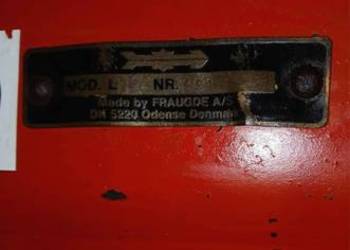 MOD. L NR.
Made by FRAUGDE A/S
DK 5220 Odense Denmark